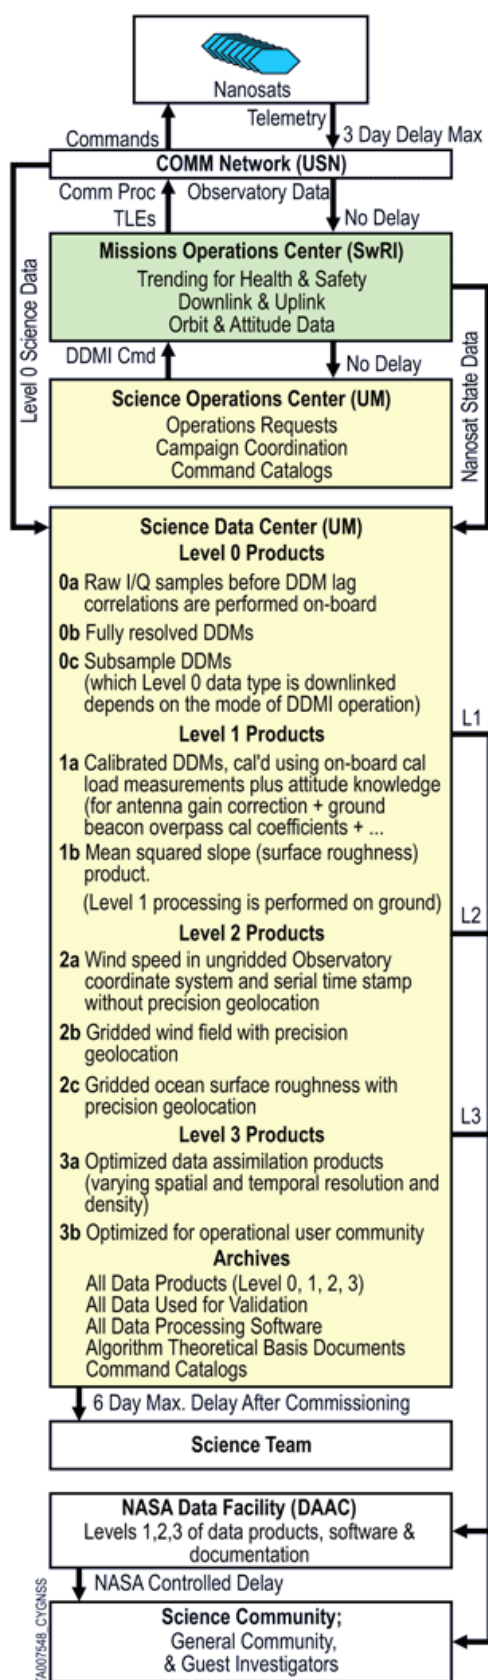 Nanosats
Commands
Telemetry
3 Day Delay Max
COMM Network (USN)
Comm Proc
TLEs
Observatory Data
No Delay
Missions Operations Center (SwRI)
Trending for Health & Safety
Downlink & Uplink
Orbit & Attitude Data
Level 0 Science Data
Nanosat State Data
DDMI Cmd
No Delay
Science Operations Center (UM)
Operations Requests
Campaign Coordination
Command Catalogs
Science Data Center (UM)
Level 0 Products
0a Raw I/Q samples before DDM lag
correlations are performed on-board
0b Fully resolved DDMs
0c Subsample DDMs
(which Level 0 data type is downlinked
depends on the mode of DDMI operation)
L1
Level 1 Products
1a Calibrated DDMs, cal'd using on-board cal
load measurements plus attitude knowledge
(for antenna gain correction + ground
beacon overpass cal coefficients + ...
1b Mean squared slope (surface roughness)
product.
(Level 1 processing is performed on ground)
L2
Level 2 Products
2a Wind speed in ungridded Observatory
coordinate system and serial time stamp
without precision geolocation
2b Gridded wind field with precision
geolocation
2c Gridded ocean surface roughness with
precision geolocation
L3
Level 3 Products
3a Optimized data assimilation products
(varying spatial and temporal resolution and
density)
3b Optimized for operational user community
Archives
All Data Products (Level 0, 1, 2, 3)
All Data Used for Validation
All Data Processing Software
Algorithm Theoretical Basis Documents
Command Catalogs
6 Day Max. Delay After Commissioning
Science Team
NASA Data Facility (DAAC)
Levels 1,2,3 of data products, software &
documentation
NASA Controlled Delay
Science Community;
General Community,
& Guest Investigators
TA007548_CYGNSS